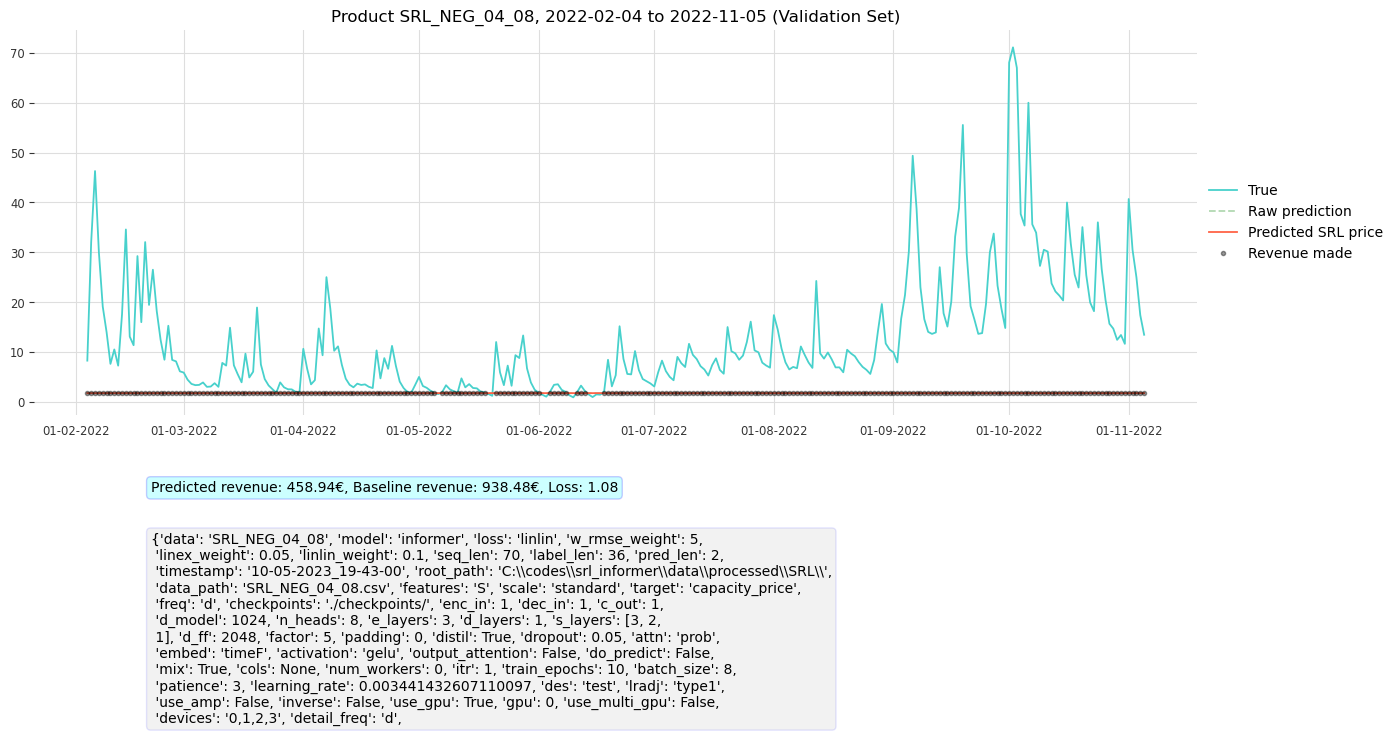 Product SRL_NEG_04_08, 2022-02-04 to 2022-11-05 (Validation Set)
70
60
50
40
30
20
10
0
01-02-2022 01-03-2022 01-04-2022 01-05-2022 01-06-2022 01-07-2022 01-08-2022 01-09-2022 01-10-2022 01-11-2022
True
Raw prediction
Predicted SRL price
Revenue made
Predicted revenue: 458.94€, Baseline revenue: 938.48€, Loss: 1.08
{'data': 'SRL_NEG_04_08', 'model': 'informer', 'loss': 'linlin', 'w_rmse_weight': 5,
'linex_weight': 0.05, 'linlin_weight': 0.1, 'seq_len': 70, 'label_len': 36, 'pred_len': 2,
'timestamp': '10-05-2023_19-43-00', 'root_path': 'C:\\codes\\srl_informer\\data\\processed\\SRL\\',
'data_path': 'SRL_NEG_04_08.csv', 'features': 'S', 'scale': 'standard', 'target': 'capacity_price',
'freq': 'd', 'checkpoints': './checkpoints/', 'enc_in': 1, 'dec_in': 1, 'c_out': 1,
'd_model': 1024, 'n_heads': 8, 'e_layers': 3, 'd_layers': 1, 's_layers': [3, 2,
1], 'd_ff': 2048, 'factor': 5, 'padding': 0, 'distil': True, 'dropout': 0.05, 'attn': 'prob',
'embed': 'timeF', 'activation': 'gelu', 'output_attention': False, 'do_predict': False,
'mix': True, 'cols': None, 'num_workers': 0, 'itr': 1, 'train_epochs': 10, 'batch_size': 8,
'patience': 3, 'learning_rate': 0.003441432607110097, 'des': 'test', 'lradj': 'type1',
'use_amp': False, 'inverse': False, 'use_gpu': True, 'gpu': 0, 'use_multi_gpu': False,
'devices': '0,1,2,3', 'detail_freq': 'd',